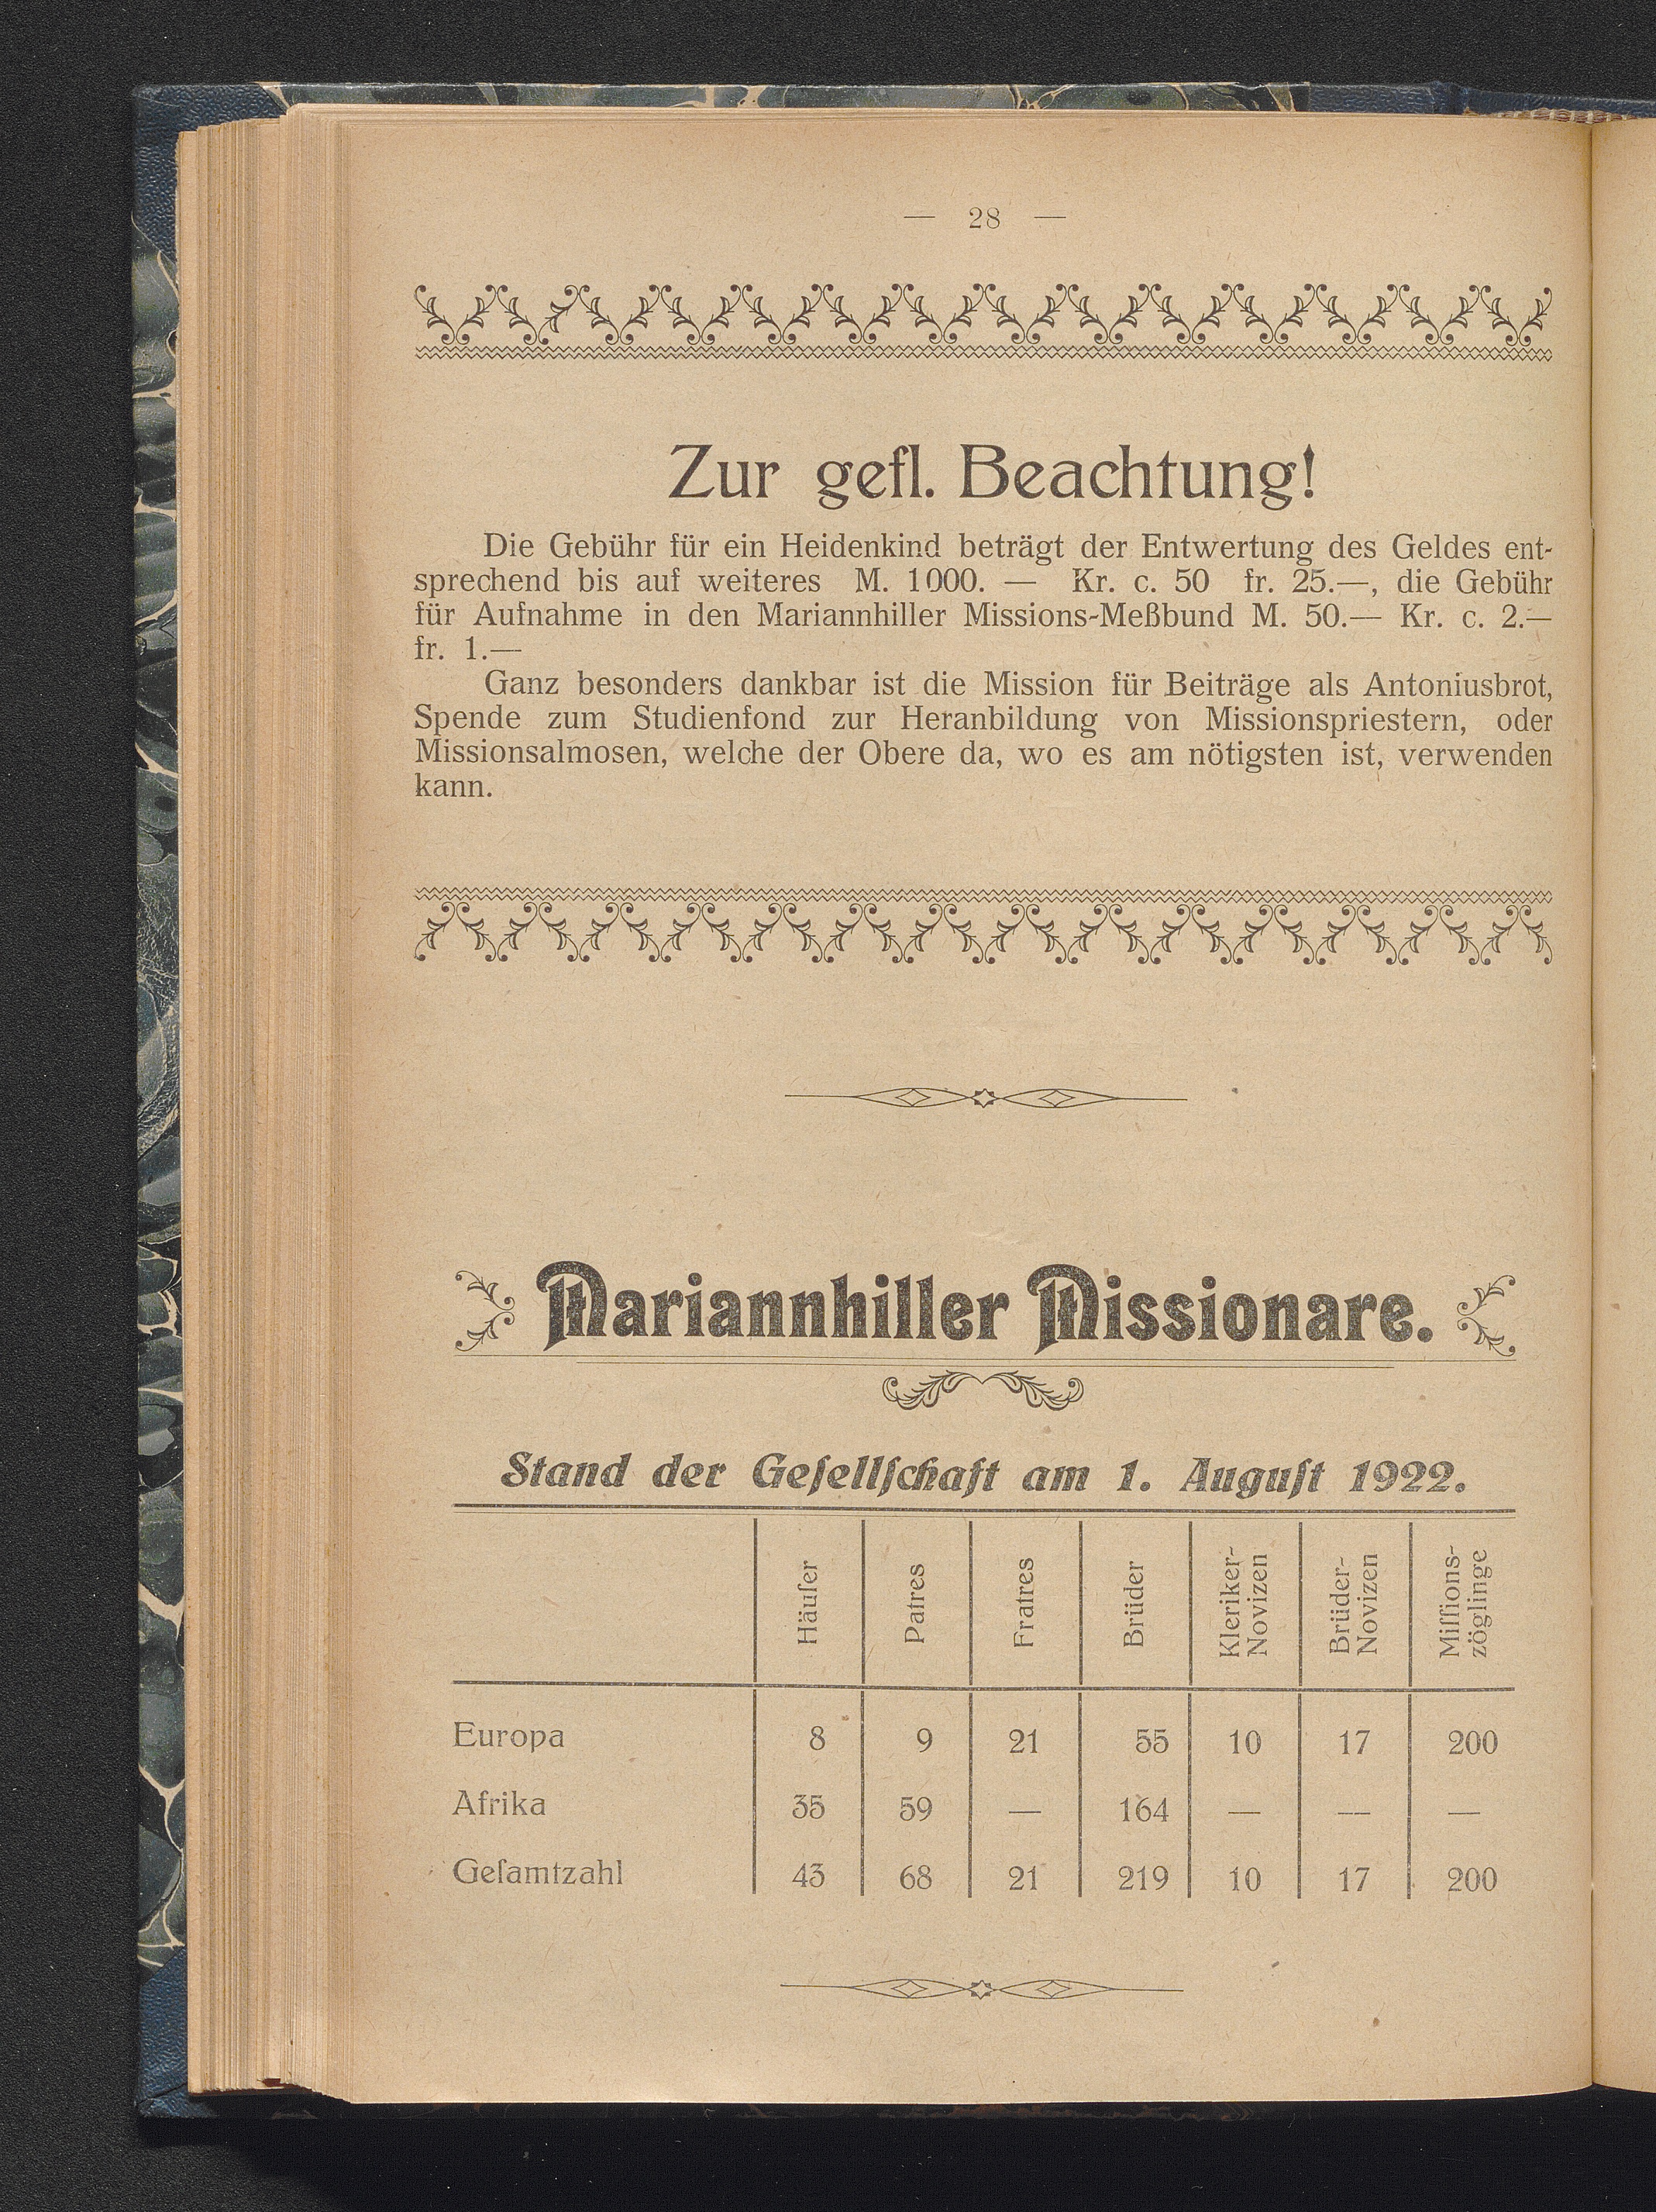 — 28 —
Zur gefl. Beachtung!
Die Gebühr für ein Heidenkind beträgt der Entwertung des Geldes ent-
sprechend bis auf weiteres M. 1000. — Kr. c. 50 fr. 25.—, die Gebühr
für Aufnahme in den Mariannhiller Missions-Meßbund M. 50.— Kr. c. 2.—
fr. 1.—
Ganz besonders dankbar ist die Mission für Beiträge als Antoniusbrot,
Spende zum Studienfond zur Heranbildung von Missionspriestern, oder
Missionsalmosen, welche der Obere da, wo es am nötigsten ist, verwenden
kann.
Mariannhiller Missionare.
Stand der Geſellſchaft am 1. Auguſt 1922.
Häuſer Patres Fratres Brüder Kleriker- Novizen Brüder- Novizen Miſſions- zöglinge
Europa 8 9 21 55 10 17 200
Afrika 35 59 — 164 — — —
Geſamtzahl 43 68 21 219 10 17 200